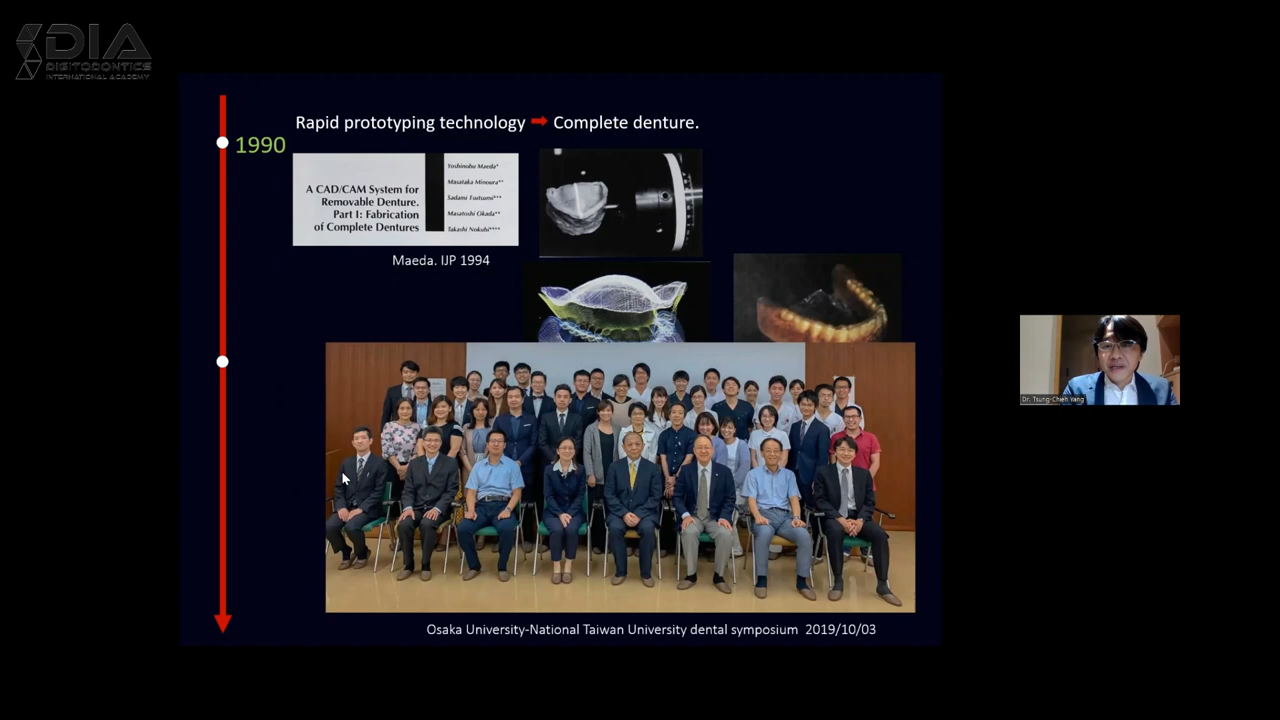 DIA
DIGITODONTICS
INTERNATIONAL ACADEMY
Rapid prototyping technology ➡ Complete denture.
1990
A CAD/CAM System for
Removable Denture.
Part I: Fabrication
of Complete Dentures
Yoshinobu Maeda*
Masataka Minoura**
Sadami Tsutsumi***
Masatoshi Okada**
Takashi Nokubi****
Maeda. IJP 1994
Dr. Tsung-Chieh Yang
Osaka University-National Taiwan University dental symposium 2019/10/03